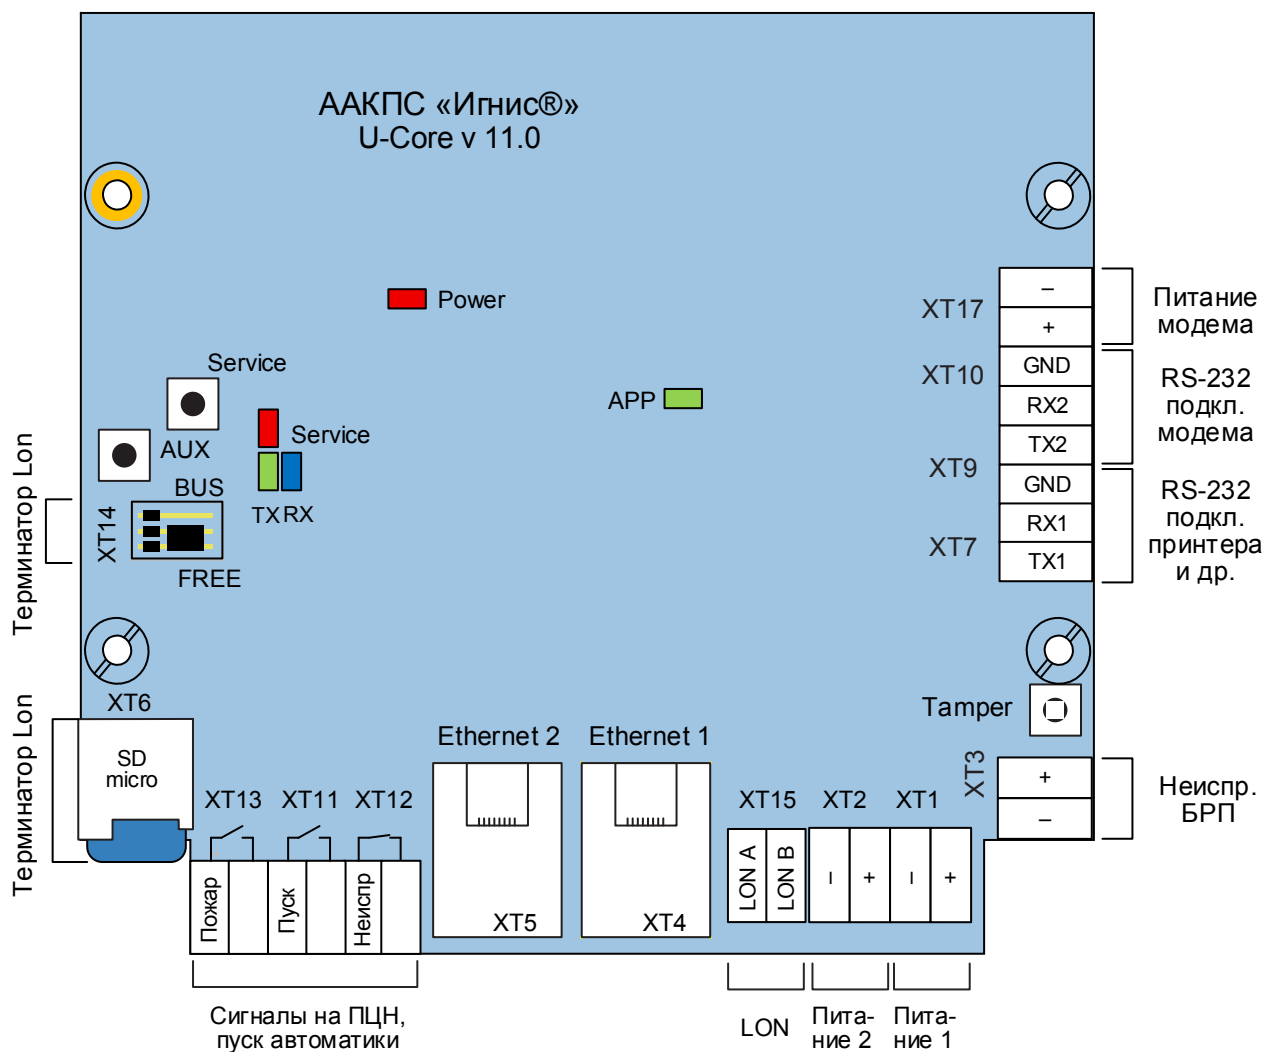 ААКПС «Игнис®»
U-Core v 11.0
Power
Service
AUX
Service
TX RX
BUS
XT14
FREE
Терминатор Lon
APP
XT17
–
+
Питание
модема
XT10
GND
RX2
TX2
RS-232
подкл.
модема
XT9
GND
RX1
XT7
TX1
RS-232
подкл.
принтера
и др.
Tamper
XT3
+
–
Неиспр.
БРП
XT6
SD
micro
Терминатор Lon
XT13 XT11 XT12
Пожар
Пуск
Неиспр
Сигналы на ПЦН,
пуск автоматики
Ethernet 2
XT5
Ethernet 1
XT4
XT15 XT2 XT1
LON A
LON B
– + – +
LON
Пита-
ние 2
Пита-
ние 1